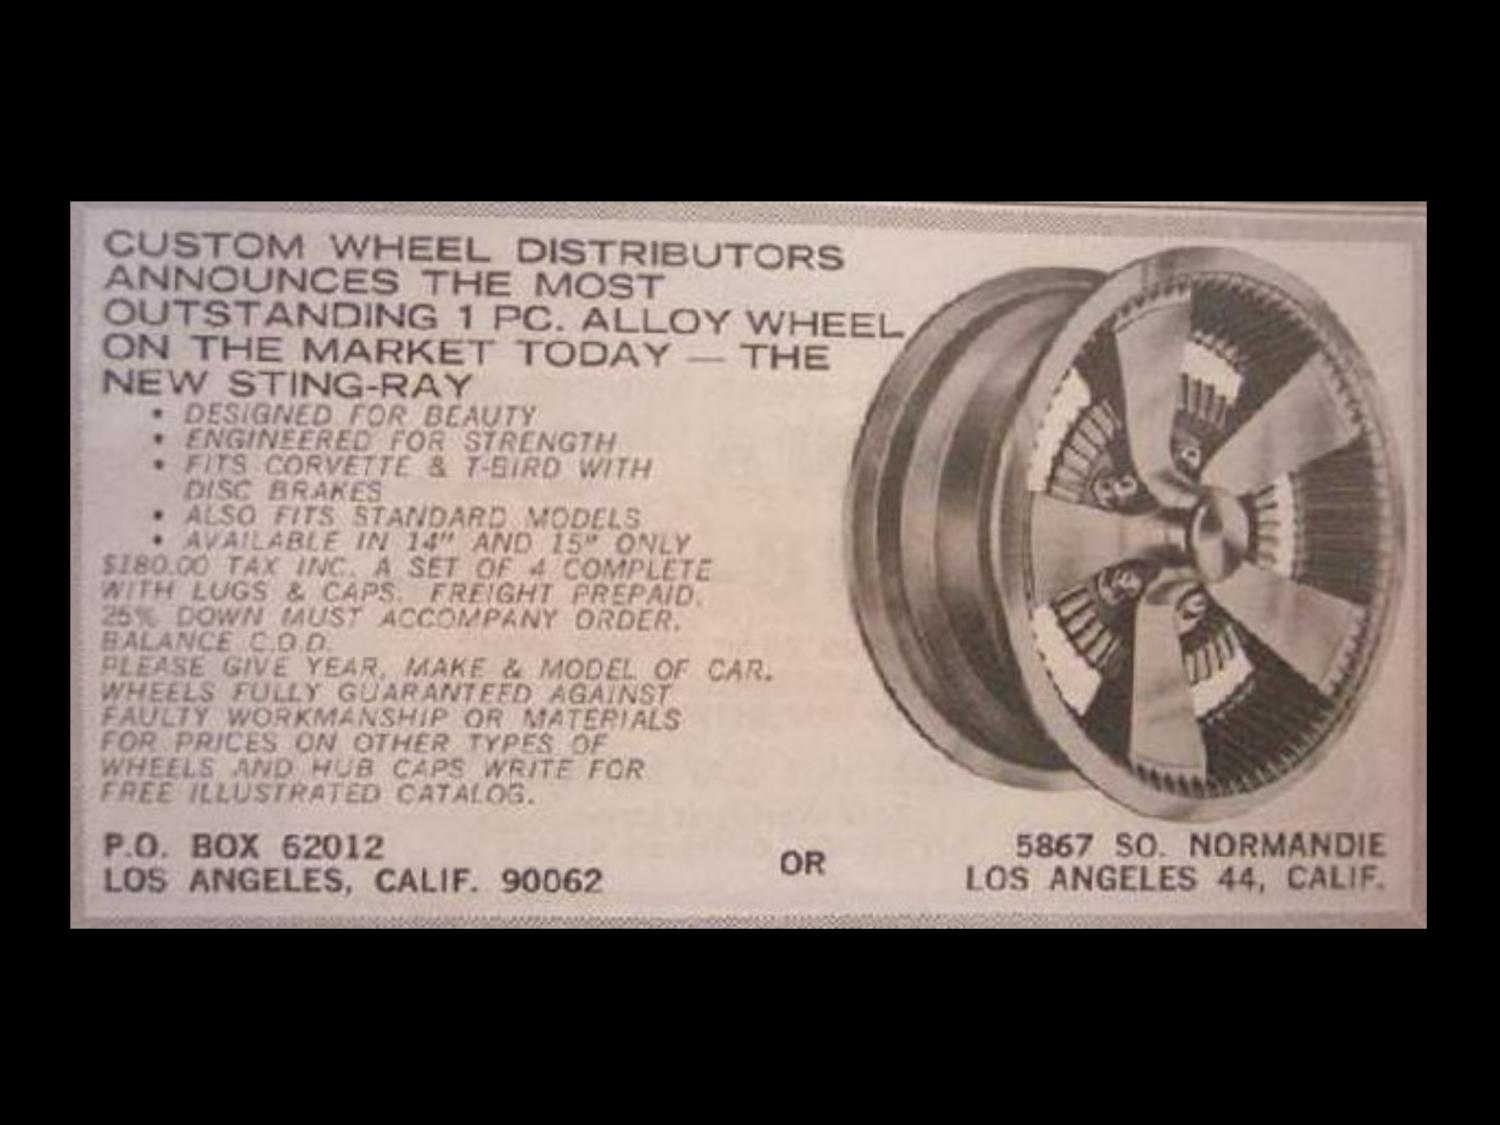 CUSTOM WHEEL DISTRIBUTORS
ANNOUNCES THE MOST
OUTSTANDING 1 PC. ALLOY WHEEL
ON THE MARKET TODAY — THE
NEW STING-RAY
• DESIGNED FOR BEAUTY
• ENGINEERED FOR STRENGTH
• FITS CORVETTE & T-BIRD WITH
DISC BRAKES
• ALSO FITS STANDARD MODELS
• AVAILABLE IN 14" AND 15" ONLY
$180.00 TAX INC. A SET OF 4 COMPLETE
WITH LUGS & CAPS. FREIGHT PREPAID.
25% DOWN MUST ACCOMPANY ORDER.
BALANCE C.O.D.
PLEASE GIVE YEAR, MAKE & MODEL OF CAR.
WHEELS FULLY GUARANTEED AGAINST
FAULTY WORKMANSHIP OR MATERIALS
FOR PRICES ON OTHER TYPES OF
WHEELS AND HUB CAPS WRITE FOR
FREE ILLUSTRATED CATALOG.
P.O. BOX 62012
LOS ANGELES, CALIF. 90062
OR
5867 SO. NORMANDIE
LOS ANGELES 44, CALIF.